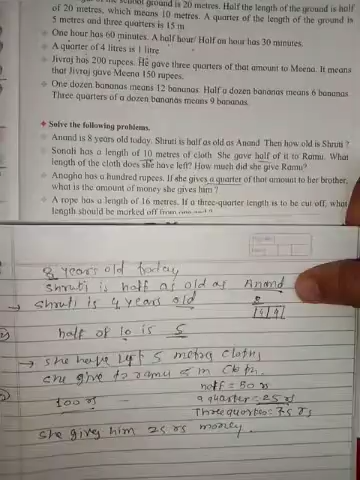 school ground is 20 metres. Half the length of the ground is half
of 20 metres, which means 10 metres. A quarter of the length of the ground is
5 metres and three quarters is 15 m
One hour has 60 minutes. A half hour/ Half an hour has 30 minutes.
A quarter of 4 litres is 1 litre
Jivraj has 200 rupees. He gave three quarters of that amount to Meena. It means
that Jivraj gave Meena 150 rupees.
One dozen bananas means 12 bananas. Half a dozen bananas means 6 bananas.
Three quarters of a dozen bananas means 9 bananas.
Solve the following problems.
Anand is 8 years old today. Shruti is half as old as Anand. Then how old is Shruti ?
Sonali has a length of 10 metres of cloth. She gave half of it to Ramu. What
length of the cloth does she have left? How much did she give Ramu?
Anagha has a hundred rupees. If she gives a quarter of that amount to her brother,
what is the amount of money she gives him ?
A rope has a length of 16 metres. If a three-quarter length is to be cut off, what
length should be marked off from
8 years old today
Shruti is half as old as Anand
→ Shruti is 4 years old
8
4 4
half of 10 is 5
→ she have left 5 metres cloth,
she give to ramu 5 m cloth.
half = 50 rs
100 rs — a quarter = 25 rs
Three quarter = 75 rs
she gives him 25 rs money.